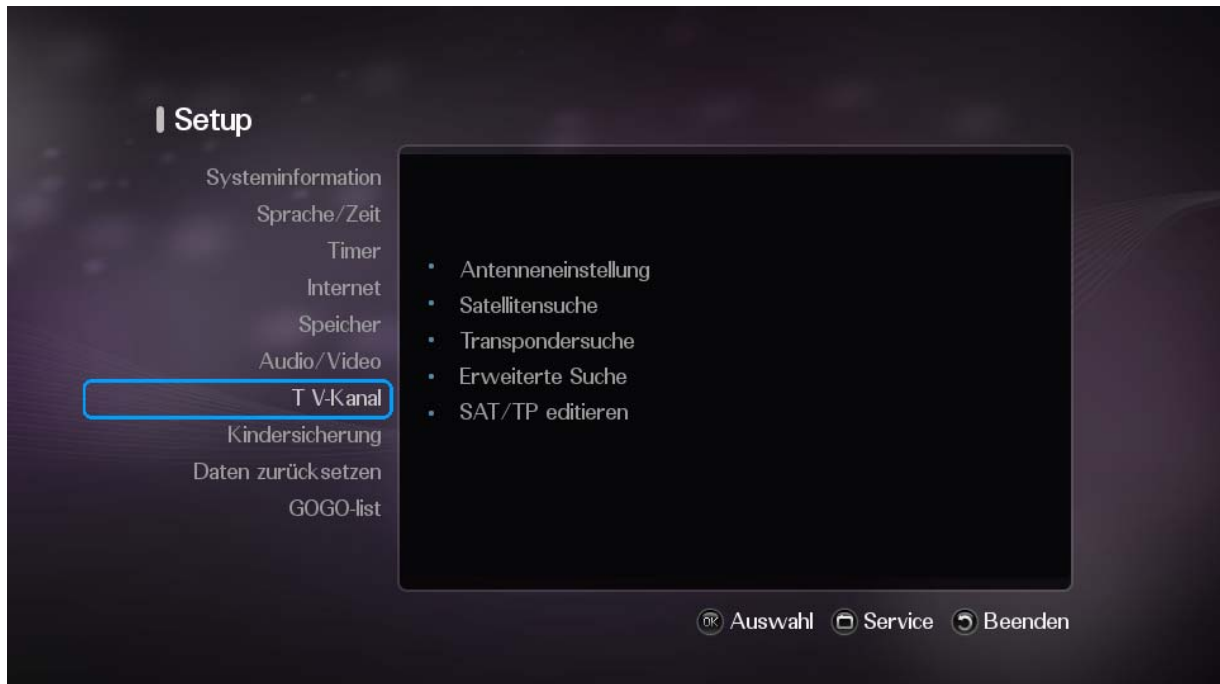 Setup
Systeminformation
Sprache/Zeit
Timer
Internet
Speicher
Audio/Video
T V-Kanal
Kindersicherung
Daten zurücksetzen
GOGO-list
• Antenneneinstellung
• Satellitensuche
• Transpondersuche
• Erweiterte Suche
• SAT/TP editieren
OK Auswahl Service Beenden